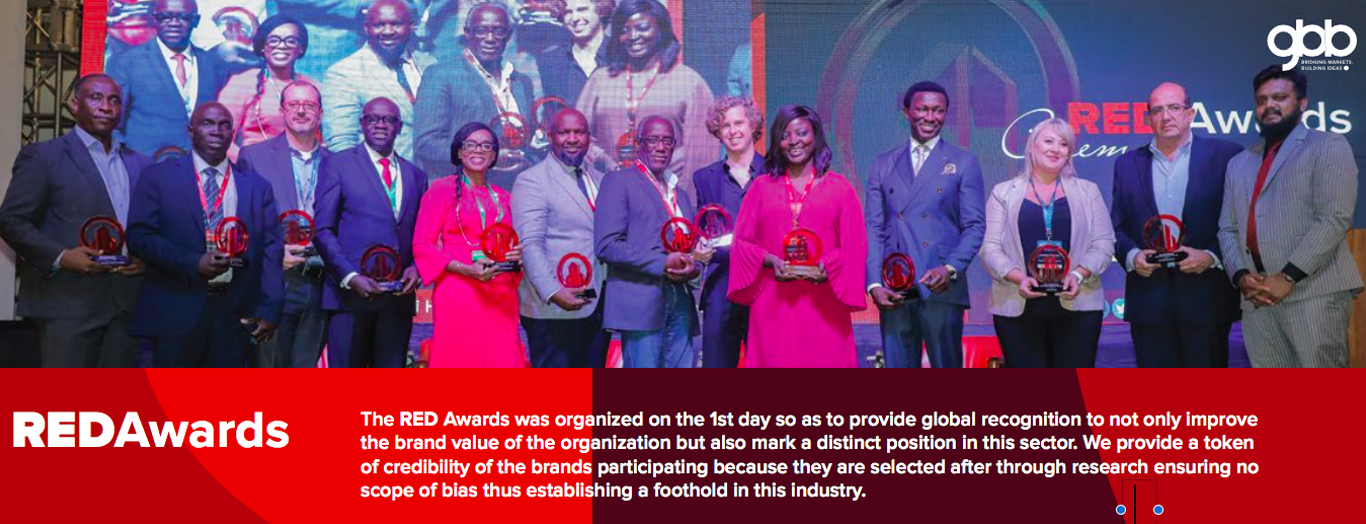 gbb
BRIDGING MARKETS.
BUILDING IDEAS
RED Awards
REDAwards
The RED Awards was organized on the 1st day so as to provide global recognition to not only improve
the brand value of the organization but also mark a distinct position in this sector. We provide a token
of credibility of the brands participating because they are selected after through research ensuring no
scope of bias thus establishing a foothold in this industry.